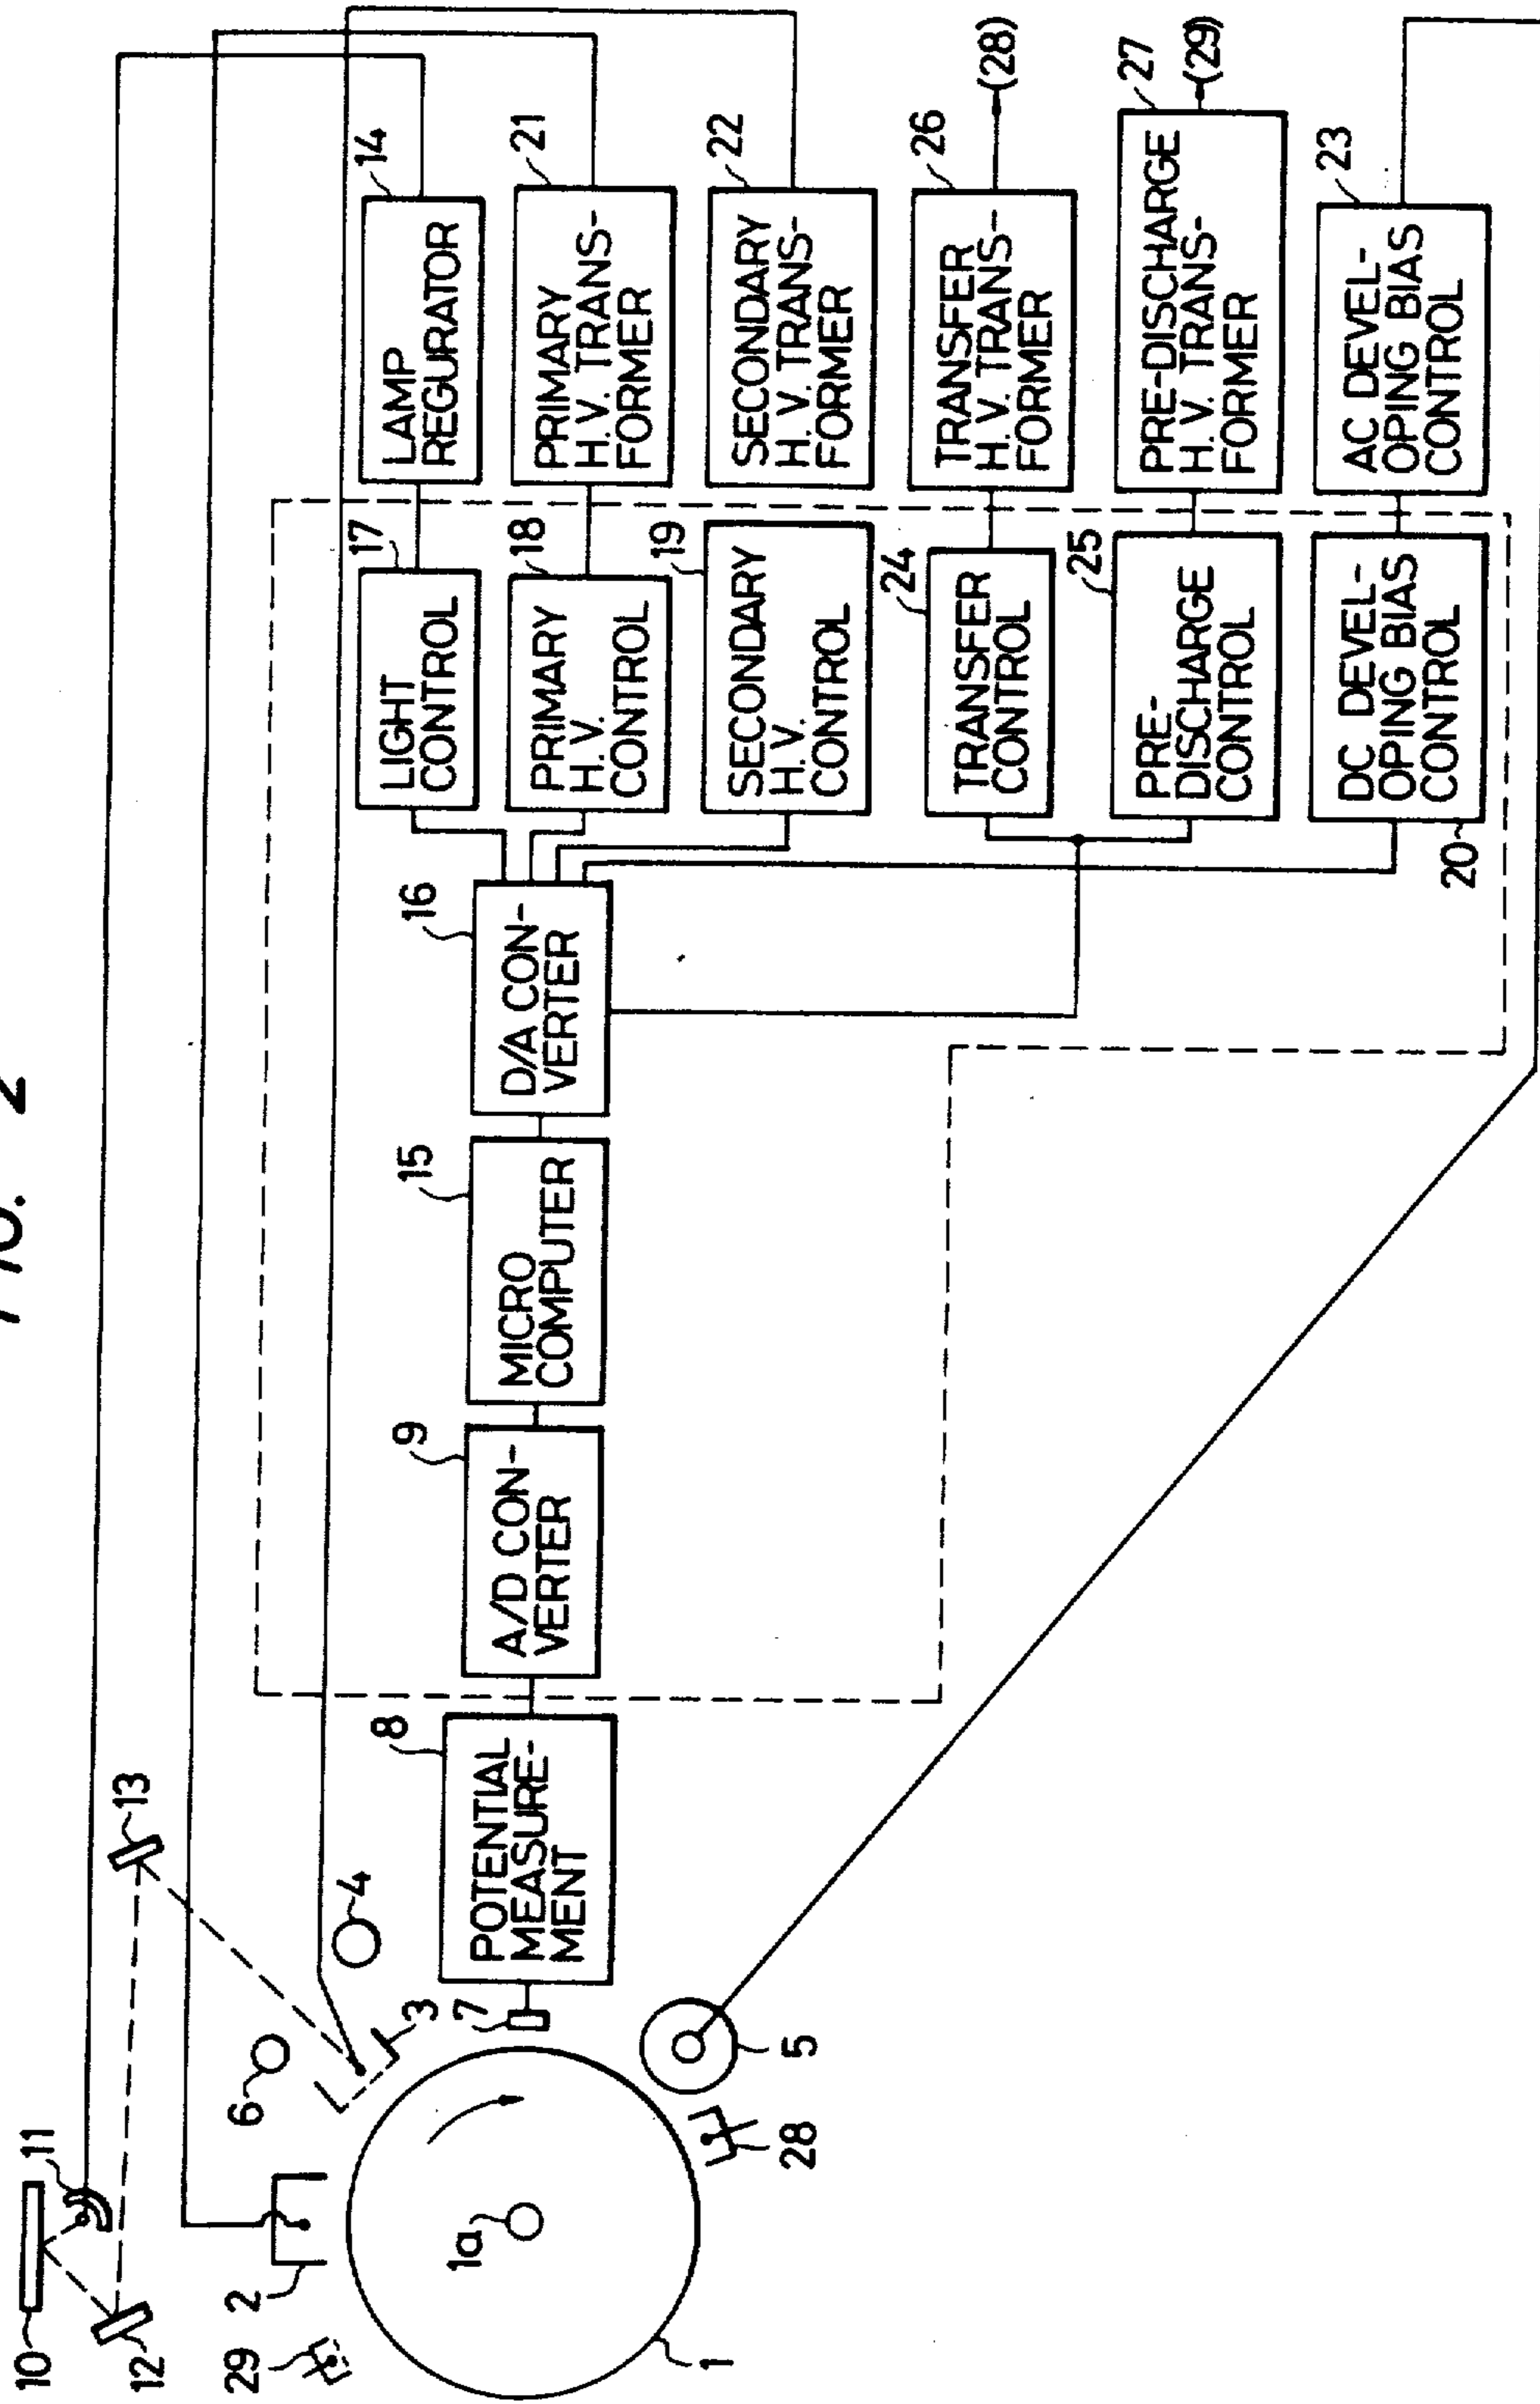 FIG. 2
10
11
12
13
29
2
6
3
4
7
1a
1
28
5
8
POTENTIAL
MEASURE-
MENT
9
A/D CON-
VERTER
15
MICRO
COMPUTER
16
D/A CON-
VERTER
17
LIGHT
CONTROL
18
PRIMARY
H.V.
CONTROL
19
SECONDARY
H.V.
CONTROL
24
TRANSFER
CONTROL
25
PRE-
DISCHARGE
CONTROL
20
DC DEVEL-
OPING BIAS
CONTROL
14
LAMP
REGURATOR
21
PRIMARY
H.V. TRANS-
FORMER
22
SECONDARY
H.V. TRANS-
FORMER
26
TRANSFER
H.V. TRANS-
FORMER
(28)
27
PRE-DISCHARGE
H.V. TRANS-
FORMER
(29)
23
AC DEVEL-
OPING BIAS
CONTROL